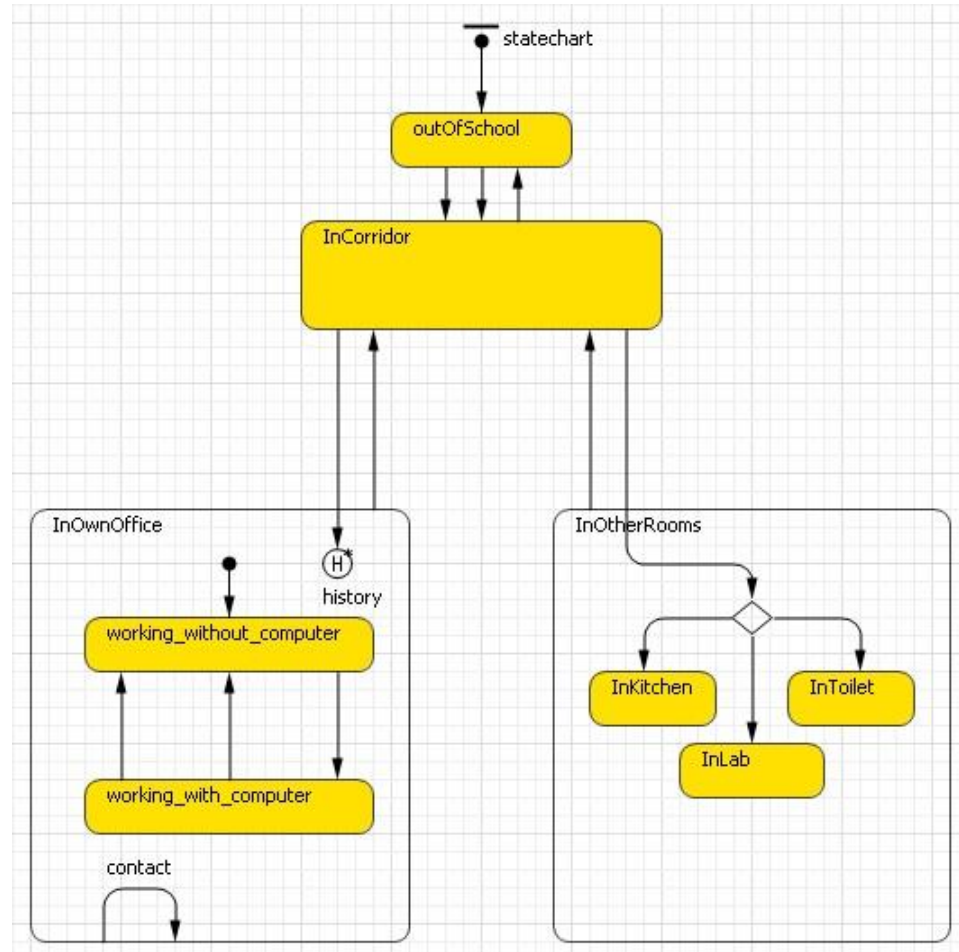 statechart
outOfSchool
InCorridor
InOwnOffice
InOtherRooms
H*
history
working_without_computer
InKitchen
InToilet
InLab
working_with_computer
contact